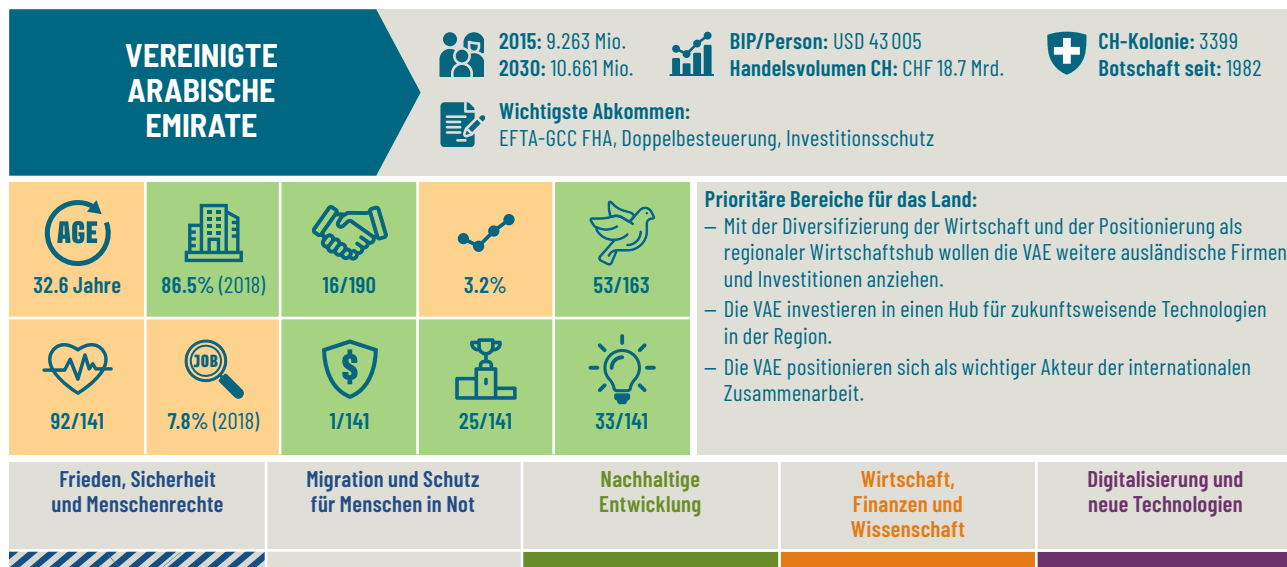 VEREINIGTE
ARABISCHE
EMIRATE
2015: 9.263 Mio.
2030: 10.661 Mio.
BIP/Person: USD 43 005
Handelsvolumen CH: CHF 18.7 Mrd.
CH-Kolonie: 3399
Botschaft seit: 1982
Wichtigste Abkommen:
EFTA-GCC FHA, Doppelbesteuerung, Investitionsschutz
AGE
32.6 Jahre
86.5% (2018)
16/190
3.2%
53/163
92/141
JOB
7.8% (2018)
$
1/141
25/141
33/141
Prioritäre Bereiche für das Land:
– Mit der Diversifizierung der Wirtschaft und der Positionierung als
regionaler Wirtschaftshub wollen die VAE weitere ausländische Firmen
und Investitionen anziehen.
– Die VAE investieren in einen Hub für zukunftsweisende Technologien
in der Region.
– Die VAE positionieren sich als wichtiger Akteur der internationalen
Zusammenarbeit.
Frieden, Sicherheit
und Menschenrechte
Migration und Schutz
für Menschen in Not
Nachhaltige
Entwicklung
Wirtschaft,
Finanzen und
Wissenschaft
Digitalisierung und
neue Technologien